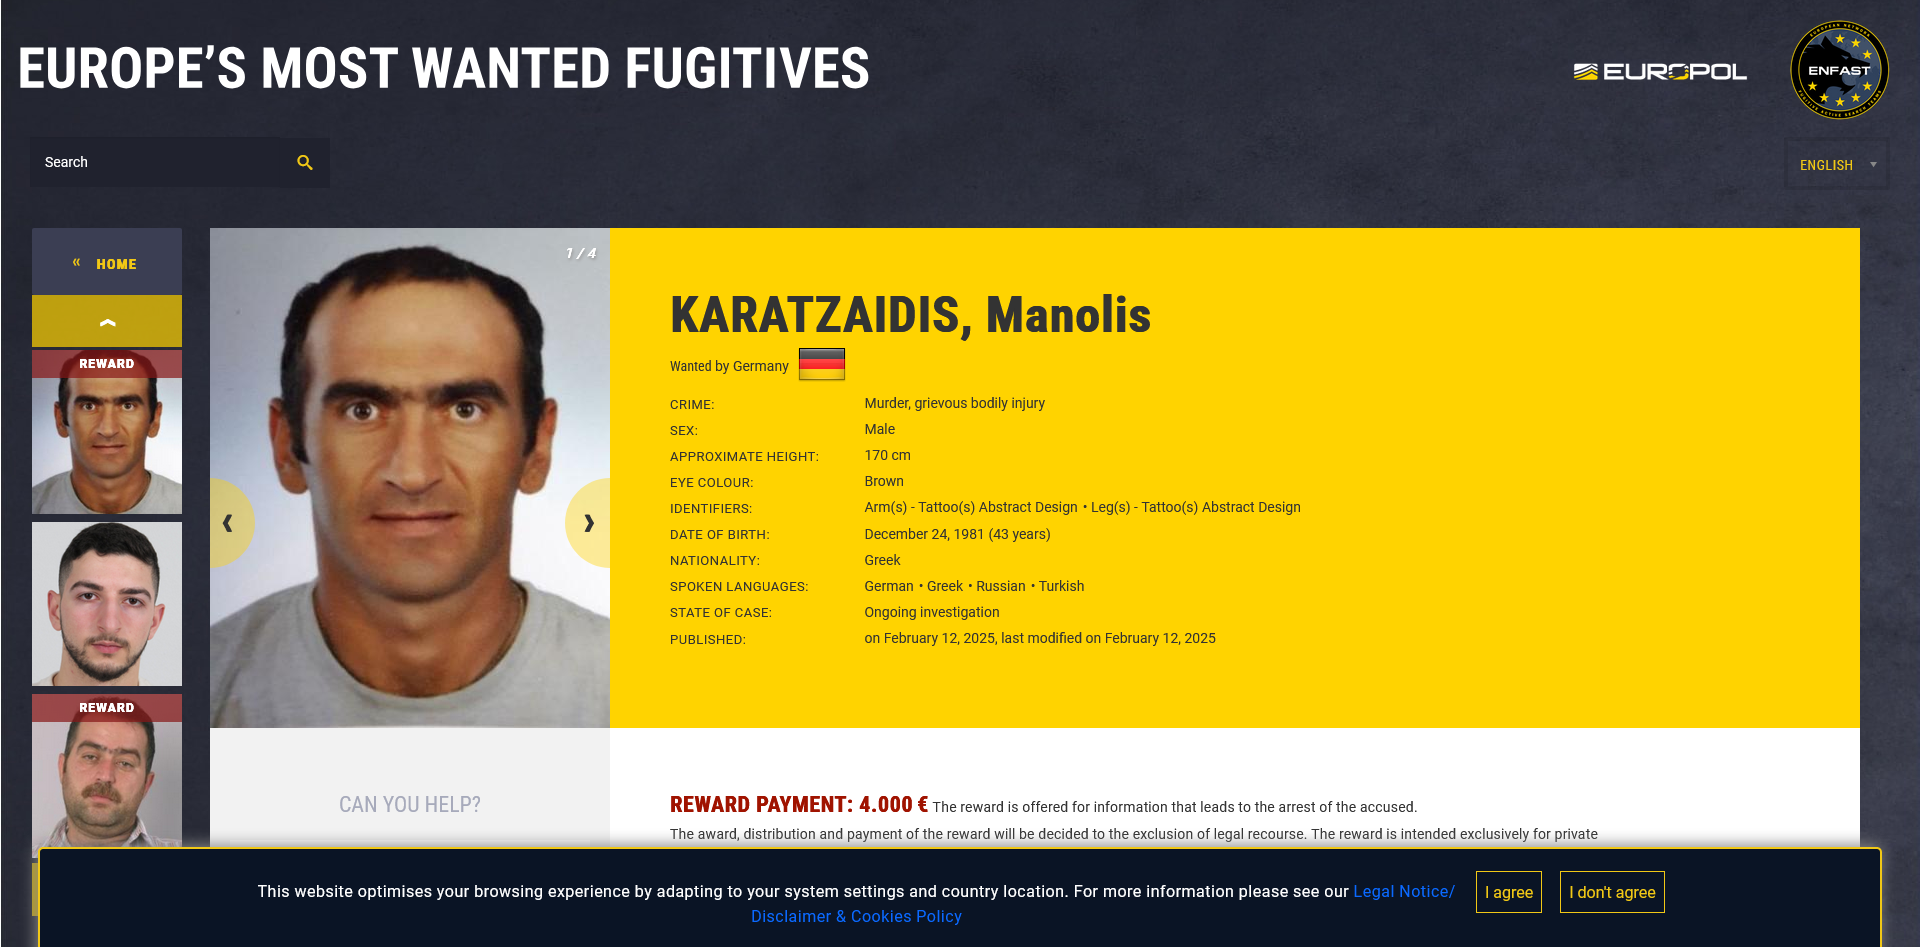 EUROPE’S MOST WANTED FUGITIVES
EUROPOL
EUROPEAN NETWORK
ENFAST
FUGITIVE ACTIVE SEARCH TEAMS
Search
ENGLISH
« HOME
1 / 4
REWARD
REWARD
KARATZAIDIS, Manolis
Wanted by Germany
CRIME: Murder, grievous bodily injury
SEX: Male
APPROXIMATE HEIGHT: 170 cm
EYE COLOUR: Brown
IDENTIFIERS: Arm(s) - Tattoo(s) Abstract Design • Leg(s) - Tattoo(s) Abstract Design
DATE OF BIRTH: December 24, 1981 (43 years)
NATIONALITY: Greek
SPOKEN LANGUAGES: German • Greek • Russian • Turkish
STATE OF CASE: Ongoing investigation
PUBLISHED: on February 12, 2025, last modified on February 12, 2025
CAN YOU HELP?
REWARD PAYMENT: 4.000 € The reward is offered for information that leads to the arrest of the accused.
The award, distribution and payment of the reward will be decided to the exclusion of legal recourse. The reward is intended exclusively for private
This website optimises your browsing experience by adapting to your system settings and country location. For more information please see our Legal Notice/
Disclaimer & Cookies Policy
I agree
I don't agree